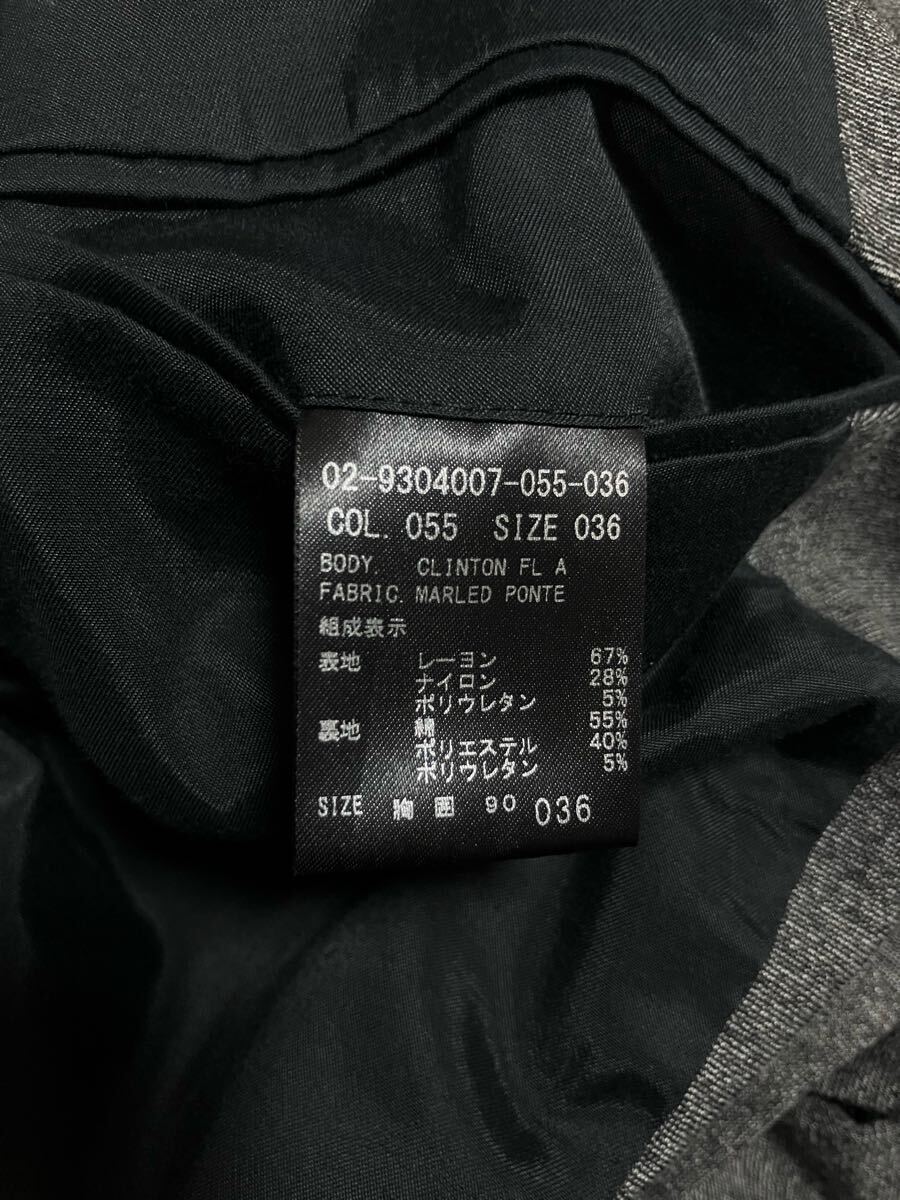 02-9304007-055-036
COL. 055 SIZE 036
BODY. CLINTON FL A
FABRIC. MARLED PONTE
組成表示
表地 レーヨン 67%
ナイロン 28%
ポリウレタン 5%
裏地 綿 55%
ポリエステル 40%
ポリウレタン 5%
SIZE 胸囲 90 036